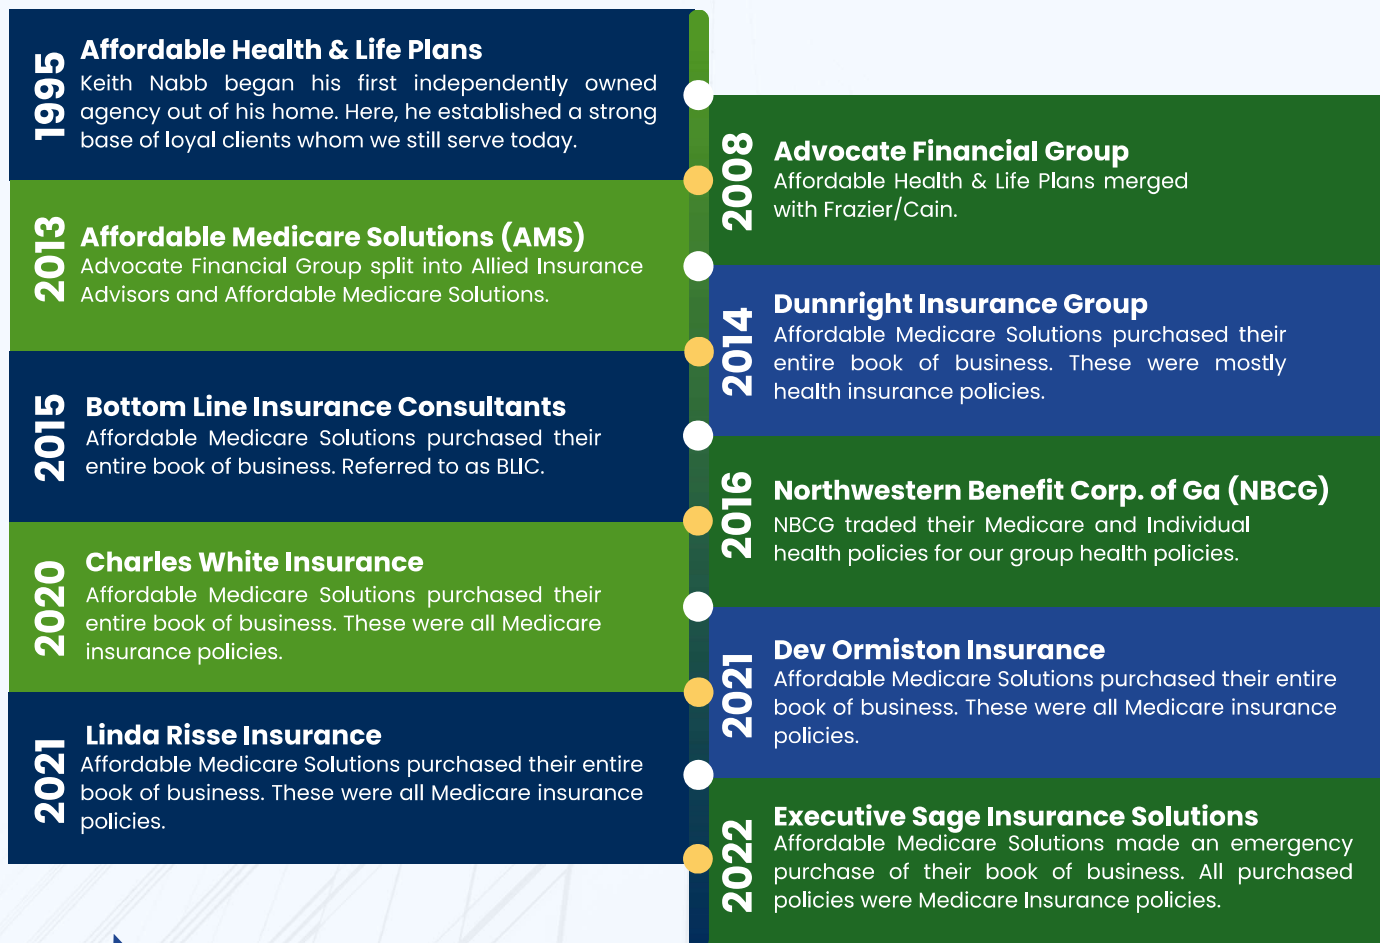 1995
Affordable Health & Life Plans
Keith Nabb began his first independently owned
agency out of his home. Here, he established a strong
base of loyal clients whom we still serve today.
2008
Advocate Financial Group
Affordable Health & Life Plans merged
with Frazier/Cain.
2013
Affordable Medicare Solutions (AMS)
Advocate Financial Group split into Allied Insurance
Advisors and Affordable Medicare Solutions.
2014
Dunnright Insurance Group
Affordable Medicare Solutions purchased their
entire book of business. These were mostly
health insurance policies.
2015
Bottom Line Insurance Consultants
Affordable Medicare Solutions purchased their
entire book of business. Referred to as BLIC.
2016
Northwestern Benefit Corp. of Ga (NBCG)
NBCG traded their Medicare and Individual
health policies for our group health policies.
2020
Charles White Insurance
Affordable Medicare Solutions purchased their
entire book of business. These were all Medicare
insurance policies.
2021
Dev Ormiston Insurance
Affordable Medicare Solutions purchased their entire
book of business. These were all Medicare insurance
policies.
2021
Linda Risse Insurance
Affordable Medicare Solutions purchased their entire
book of business. These were all Medicare insurance
policies.
2022
Executive Sage Insurance Solutions
Affordable Medicare Solutions made an emergency
purchase of their book of business. All purchased
policies were Medicare Insurance policies.